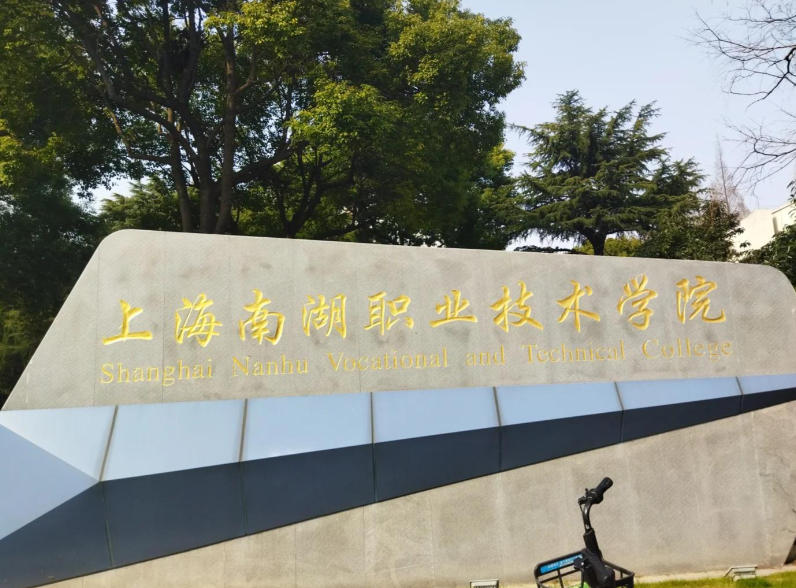 上海南湖职业技术学院
Shanghai Nanhu Vocational and Technical College